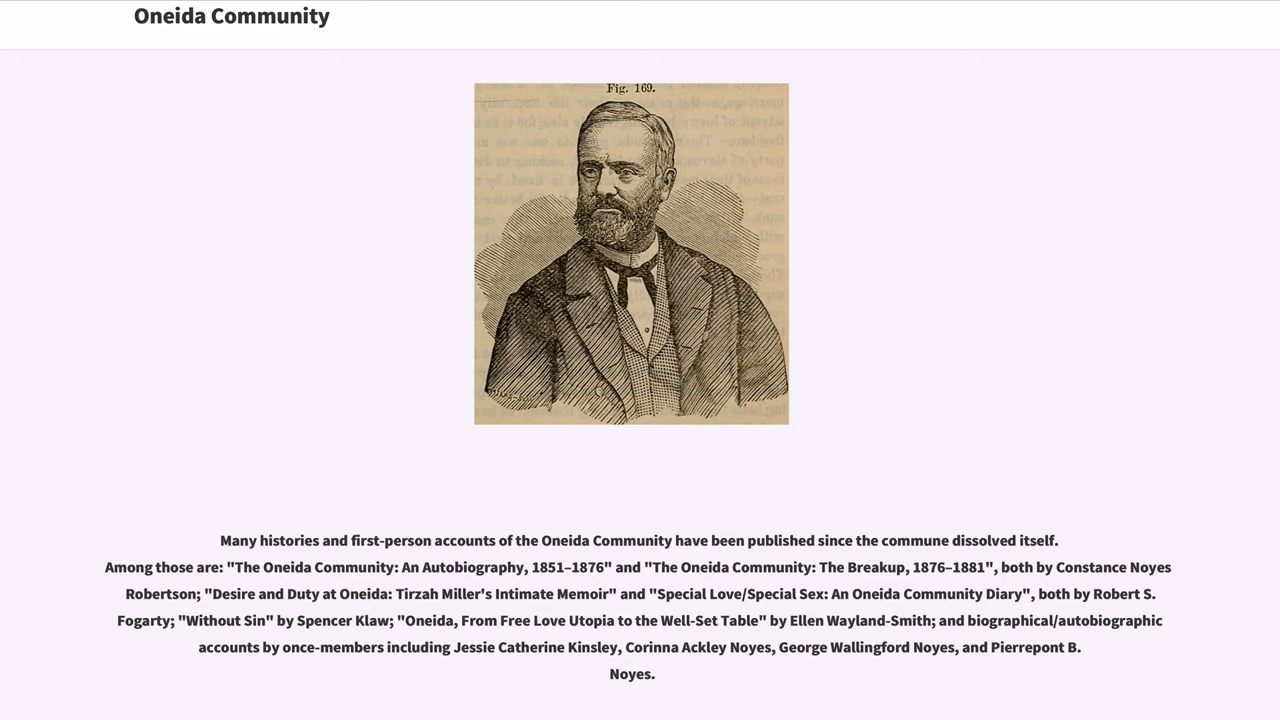 Oneida Community
Fig. 169.
Many histories and first-person accounts of the Oneida Community have been published since the commune dissolved itself.
Among those are: "The Oneida Community: An Autobiography, 1851–1876" and "The Oneida Community: The Breakup, 1876–1881", both by Constance Noyes
Robertson; "Desire and Duty at Oneida: Tirzah Miller's Intimate Memoir" and "Special Love/Special Sex: An Oneida Community Diary", both by Robert S.
Fogarty; "Without Sin" by Spencer Klaw; "Oneida, From Free Love Utopia to the Well-Set Table" by Ellen Wayland-Smith; and biographical/autobiographic
accounts by once-members including Jessie Catherine Kinsley, Corinna Ackley Noyes, George Wallingford Noyes, and Pierrepont B.
Noyes.